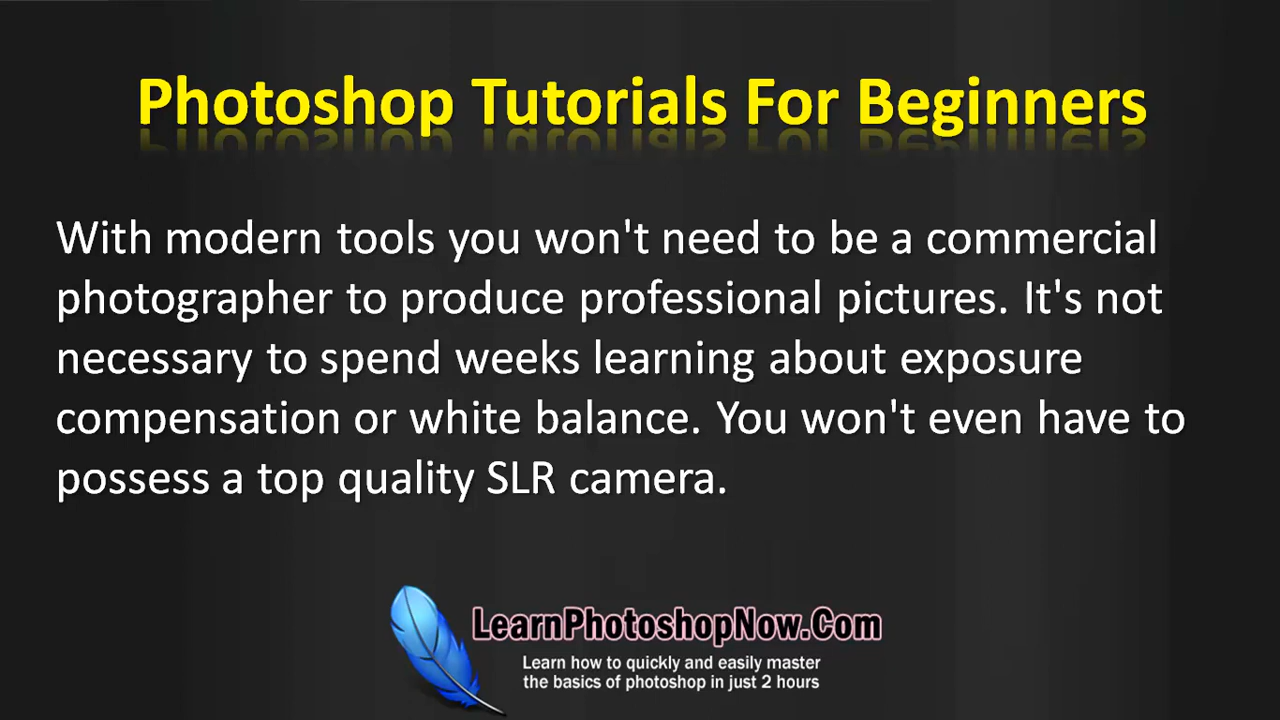 Photoshop Tutorials For Beginners
With modern tools you won't need to be a commercial
photographer to produce professional pictures. It's not
necessary to spend weeks learning about exposure
compensation or white balance. You won't even have to
possess a top quality SLR camera.
LearnPhotoshopNow.Com
Learn how to quickly and easily master
the basics of photoshop in just 2 hours